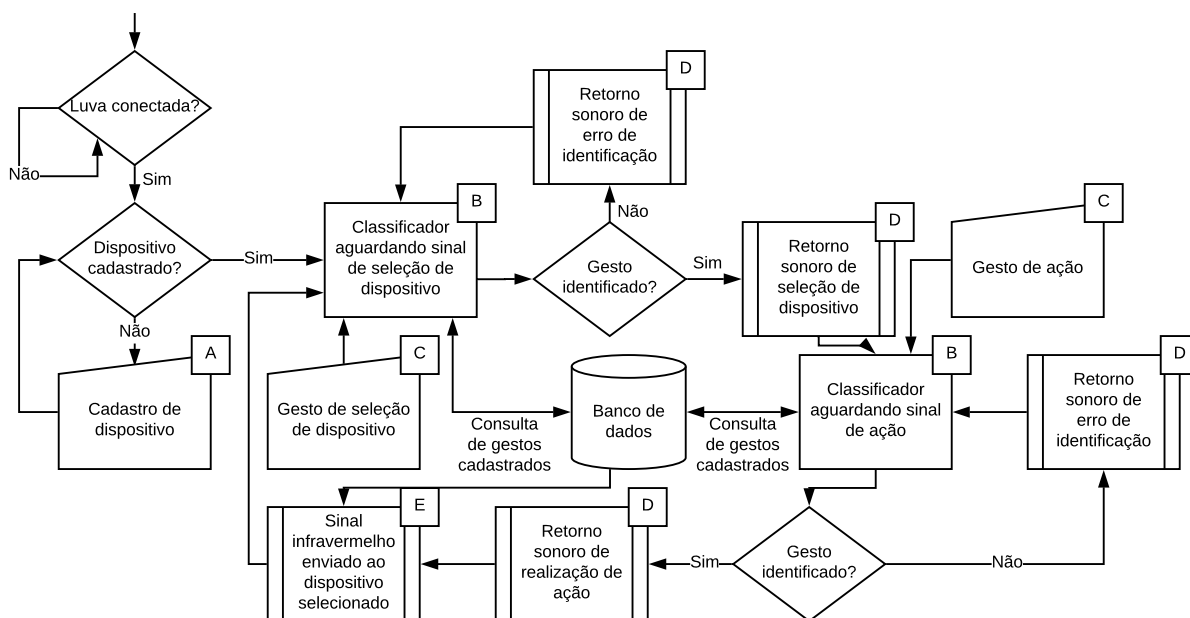 Luva conectada?
Não
Sim
Dispositivo
cadastrado?
Sim
Não
A
Cadastro de
dispositivo
B
Classificador
aguardando sinal
de seleção de
dispositivo
C
Gesto de seleção
de dispositivo
D
Retorno
sonoro de
erro de
identificação
Não
Gesto
identificado?
Sim
D
Retorno
sonoro de
seleção de
dispositivo
C
Gesto de ação
Consulta
de gestos
cadastrados
Banco de
dados
Consulta
de gestos
cadastrados
B
Classificador
aguardando sinal
de ação
D
Retorno
sonoro de
erro de
identificação
Gesto
identificado?
Não
Sim
D
Retorno
sonoro de
realização de
ação
E
Sinal
infravermelho
enviado ao
dispositivo
selecionado